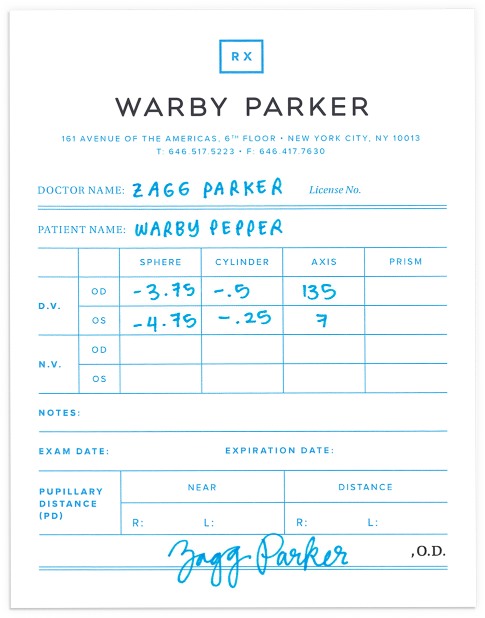 RX
WARBY PARKER
161 AVENUE OF THE AMERICAS, 6TH FLOOR • NEW YORK CITY, NY 10013
T: 646.517.5223 • F: 646.417.7630
DOCTOR NAME: ZAGG PARKER License No.
PATIENT NAME: WARBY PEPPER
SPHERE CYLINDER AXIS PRISM
D.V.
OD -3.75 -.5 135
OS -4.75 -.25 7
N.V.
OD
OS
NOTES:
EXAM DATE: EXPIRATION DATE:
PUPILLARY DISTANCE (PD)
NEAR DISTANCE
R: L: R: L:
Zagg Parker , O.D.